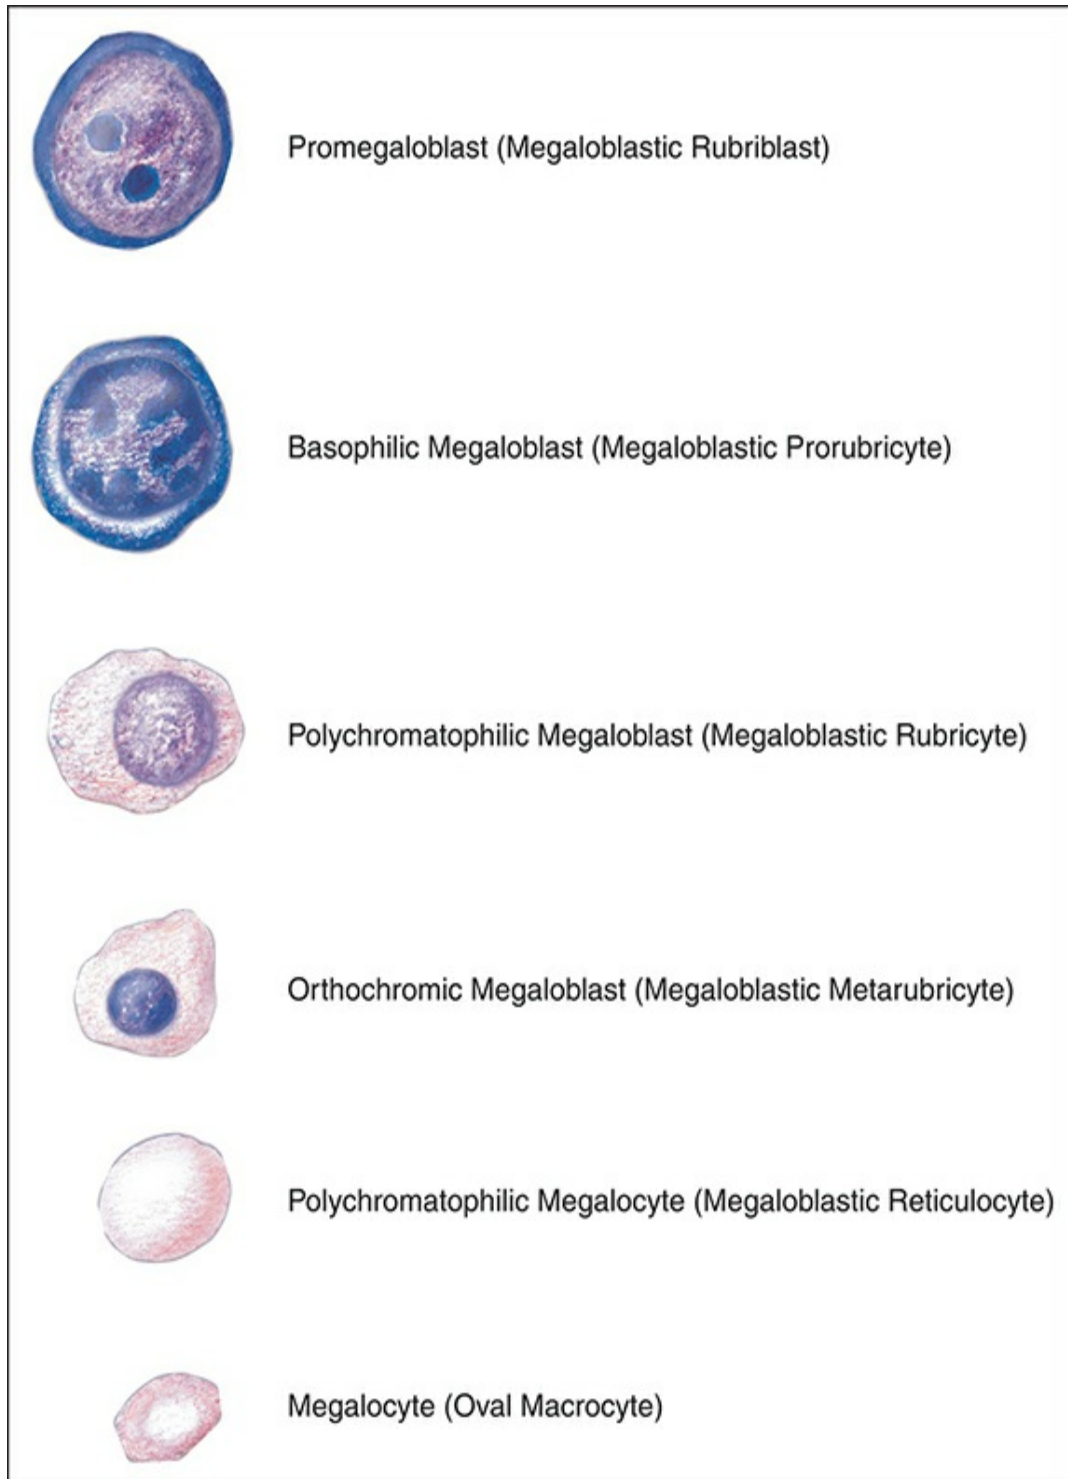 Promegaloblast (Megaloblastic Rubriblast)
Basophilic Megaloblast (Megaloblastic Prorubricyte)
Polychromatophilic Megaloblast (Megaloblastic Rubricyte)
Orthochromic Megaloblast (Megaloblastic Metarubricyte)
Polychromatophilic Megalocyte (Megaloblastic Reticulocyte)
Megalocyte (Oval Macrocyte)